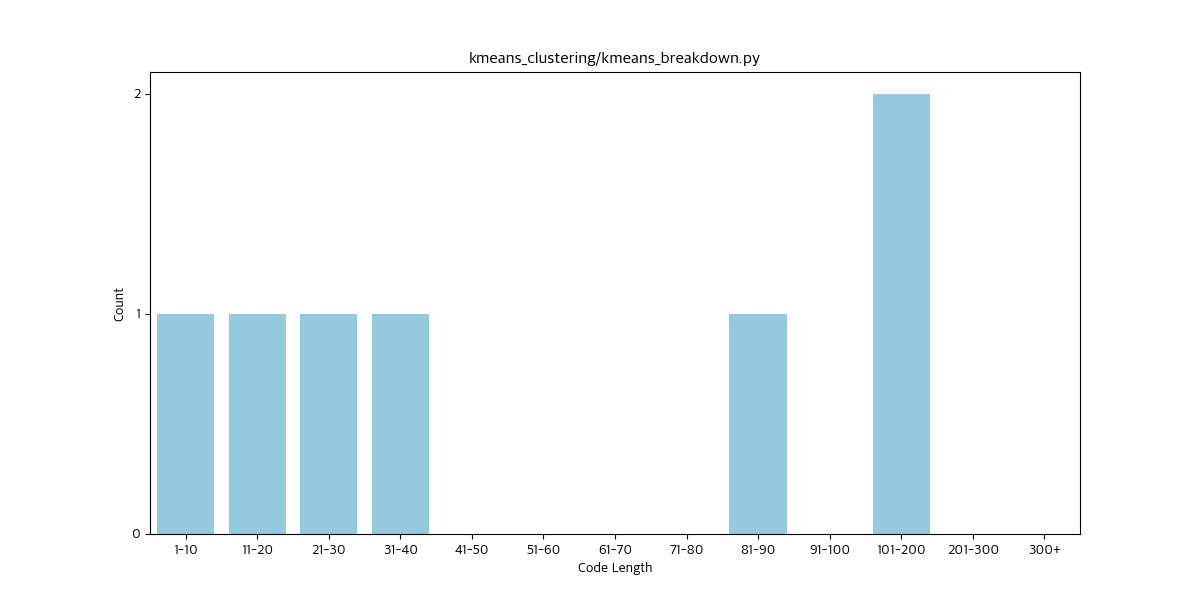 kmeans_clustering/kmeans_breakdown.py
2
1
0
Count
1-10 11-20 21-30 31-40 41-50 51-60 61-70 71-80 81-90 91-100 101-200 201-300 300+
Code Length